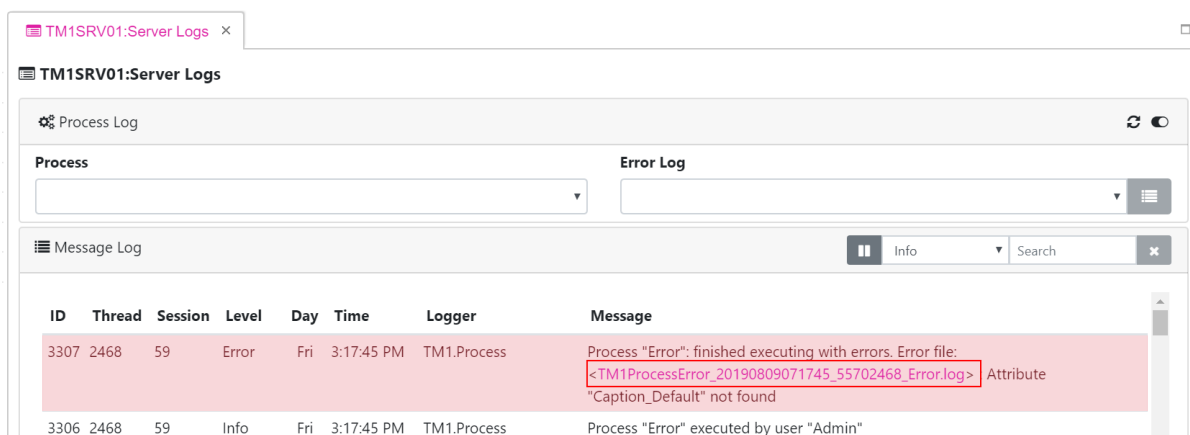 TM1SRV01:Server Logs ×
TM1SRV01:Server Logs
Process Log
Process Error Log
Message Log Info Search
ID Thread Session Level Day Time Logger Message
3307 2468 59 Error Fri 3:17:45 PM TM1.Process Process "Error": finished executing with errors. Error file:
<TM1ProcessError_20190809071745_55702468_Error.log> Attribute
"Caption_Default" not found
3306 2468 59 Info Fri 3:17:45 PM TM1.Process Process "Error" executed by user "Admin"